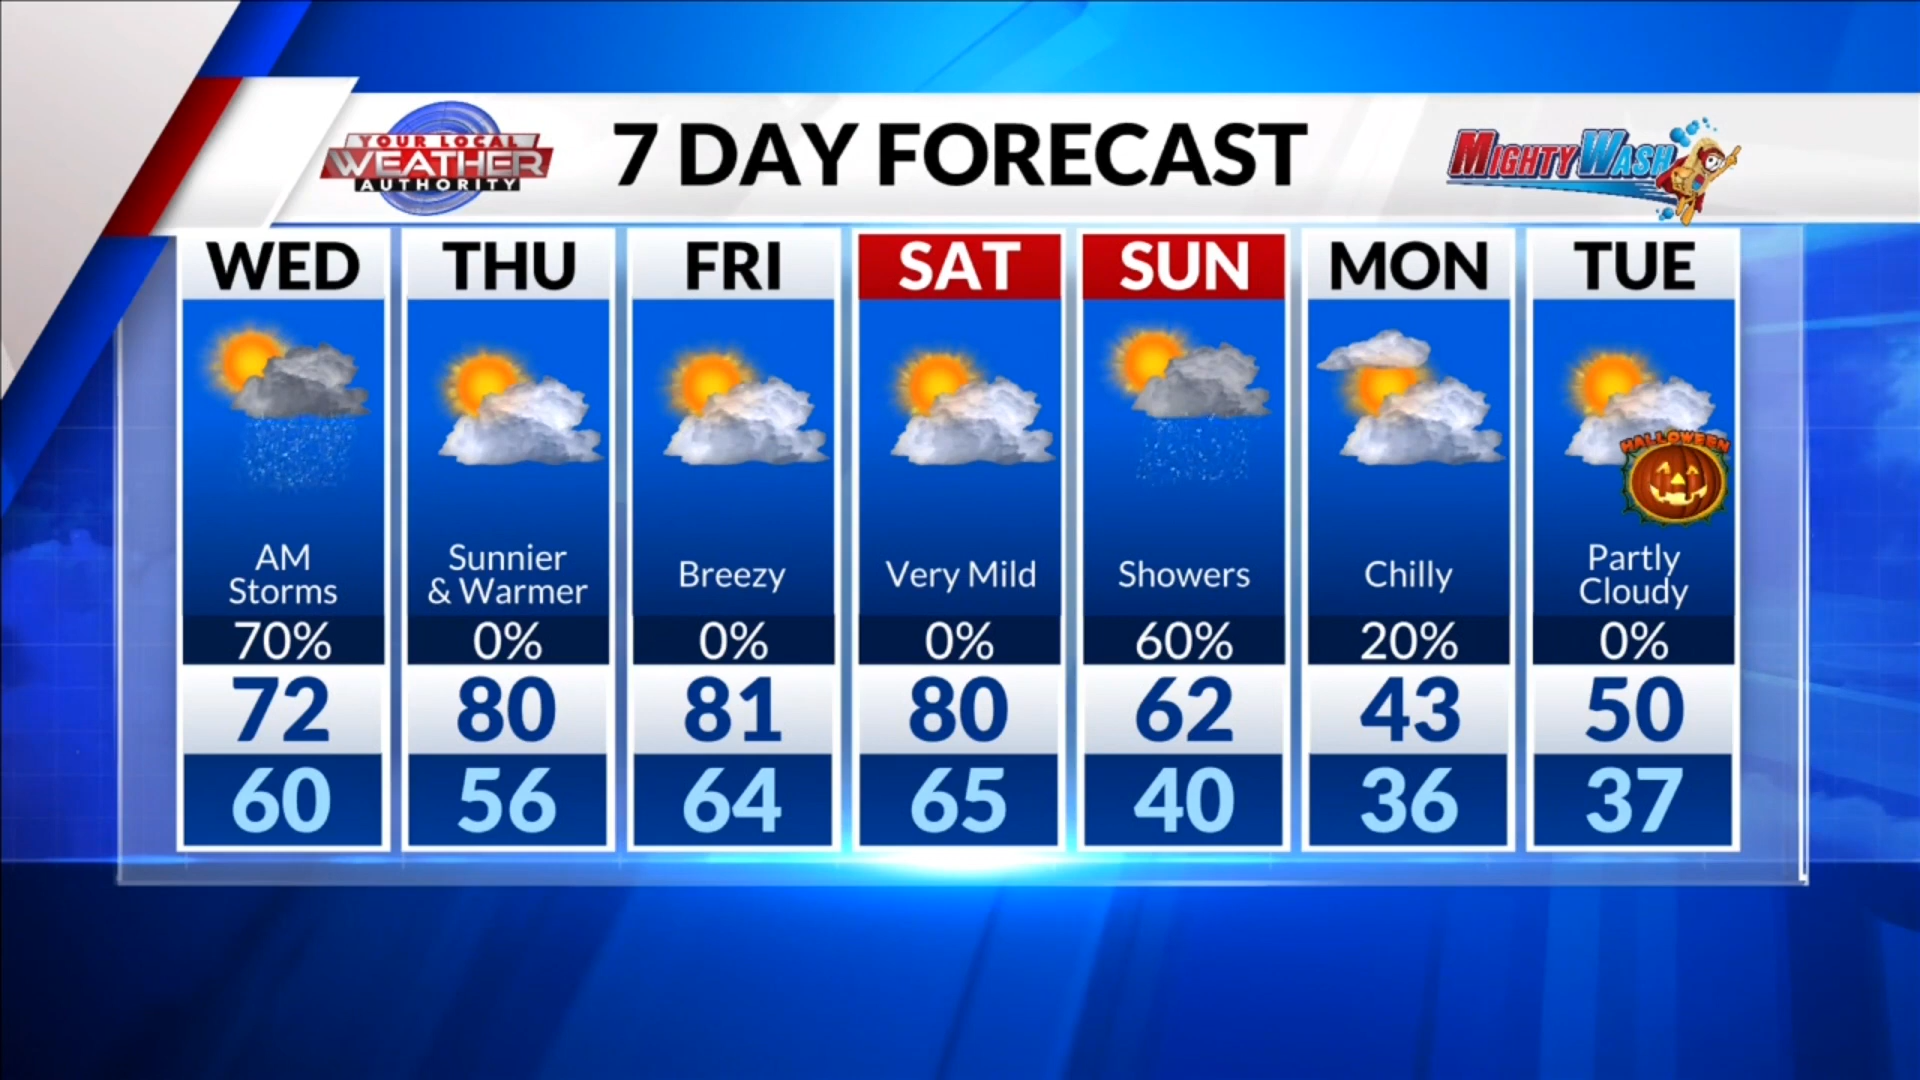 YOUR LOCAL
WEATHER
AUTHORITY
7 DAY FORECAST
MIGHTY WASH
WED
THU
FRI
SAT
SUN
MON
TUE
HALLOWEEN
AM
Storms
Sunnier
& Warmer
Breezy
Very Mild
Showers
Chilly
Partly
Cloudy
70%
0%
0%
0%
60%
20%
0%
72
80
81
80
62
43
50
60
56
64
65
40
36
37